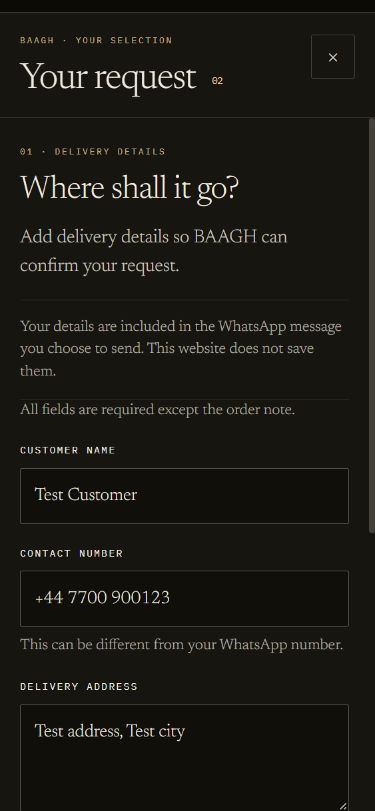 BAAGH · YOUR SELECTION
Your request 02
×
01 · DELIVERY DETAILS
Where shall it go?
Add delivery details so BAAGH can
confirm your request.
Your details are included in the WhatsApp message
you choose to send. This website does not save
them.
All fields are required except the order note.
CUSTOMER NAME
Test Customer
CONTACT NUMBER
+44 7700 900123
This can be different from your WhatsApp number.
DELIVERY ADDRESS
Test address, Test city